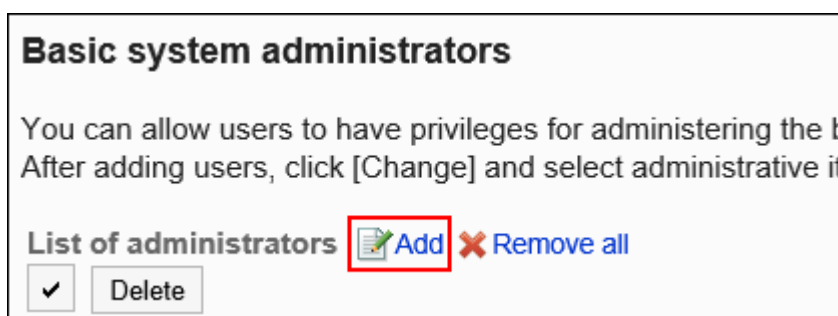 Basic system administrators
You can allow users to have privileges for administering the
After adding users, click [Change] and select administrative
List of administrators Add Remove all
Delete